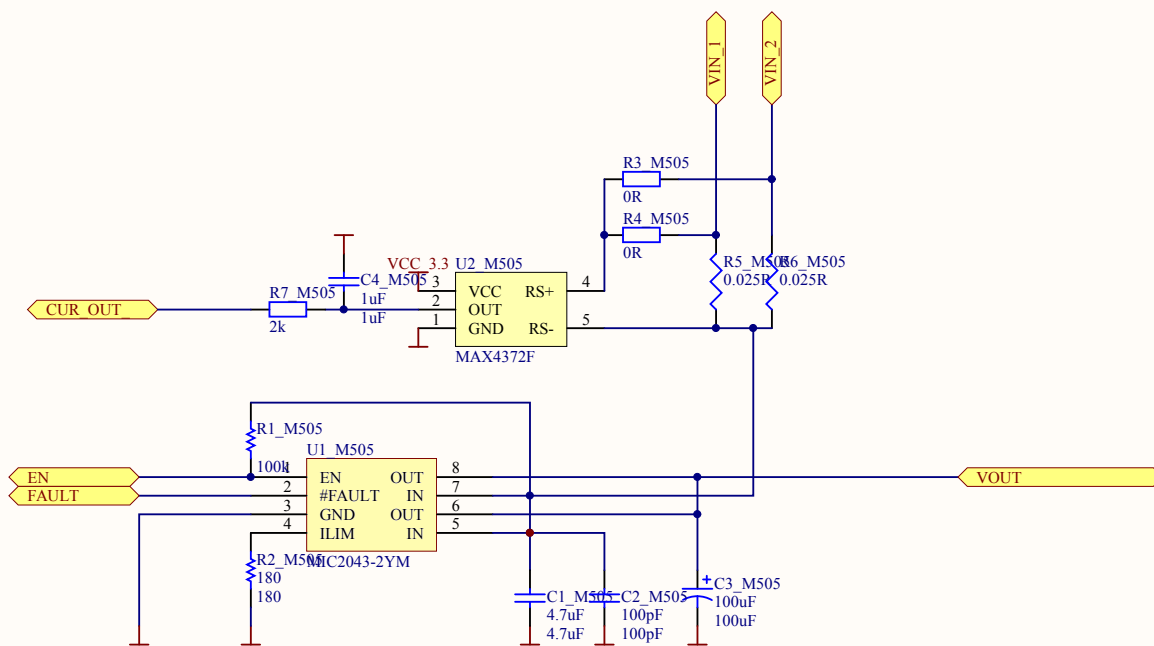 VIN_1
VIN_2
R3_M505
0R
R4_M505
0R
VCC_3.3
U2_M505
R5_M505
0.025R
R6_M505
0.025R
C4_M505
1uF
1uF
R7_M505
2k
CUR_OUT_
3
2
1
VCC
OUT
GND
RS+
RS-
4
5
MAX4372F
R1_M505
100k
U1_M505
EN
FAULT
1
2
3
4
EN
#FAULT
GND
ILIM
OUT
IN
OUT
IN
8
7
6
5
VOUT
MIC2043-2YM
R2_M505
180
180
C1_M505
4.7uF
4.7uF
C2_M505
100pF
100pF
+
C3_M505
100uF
100uF